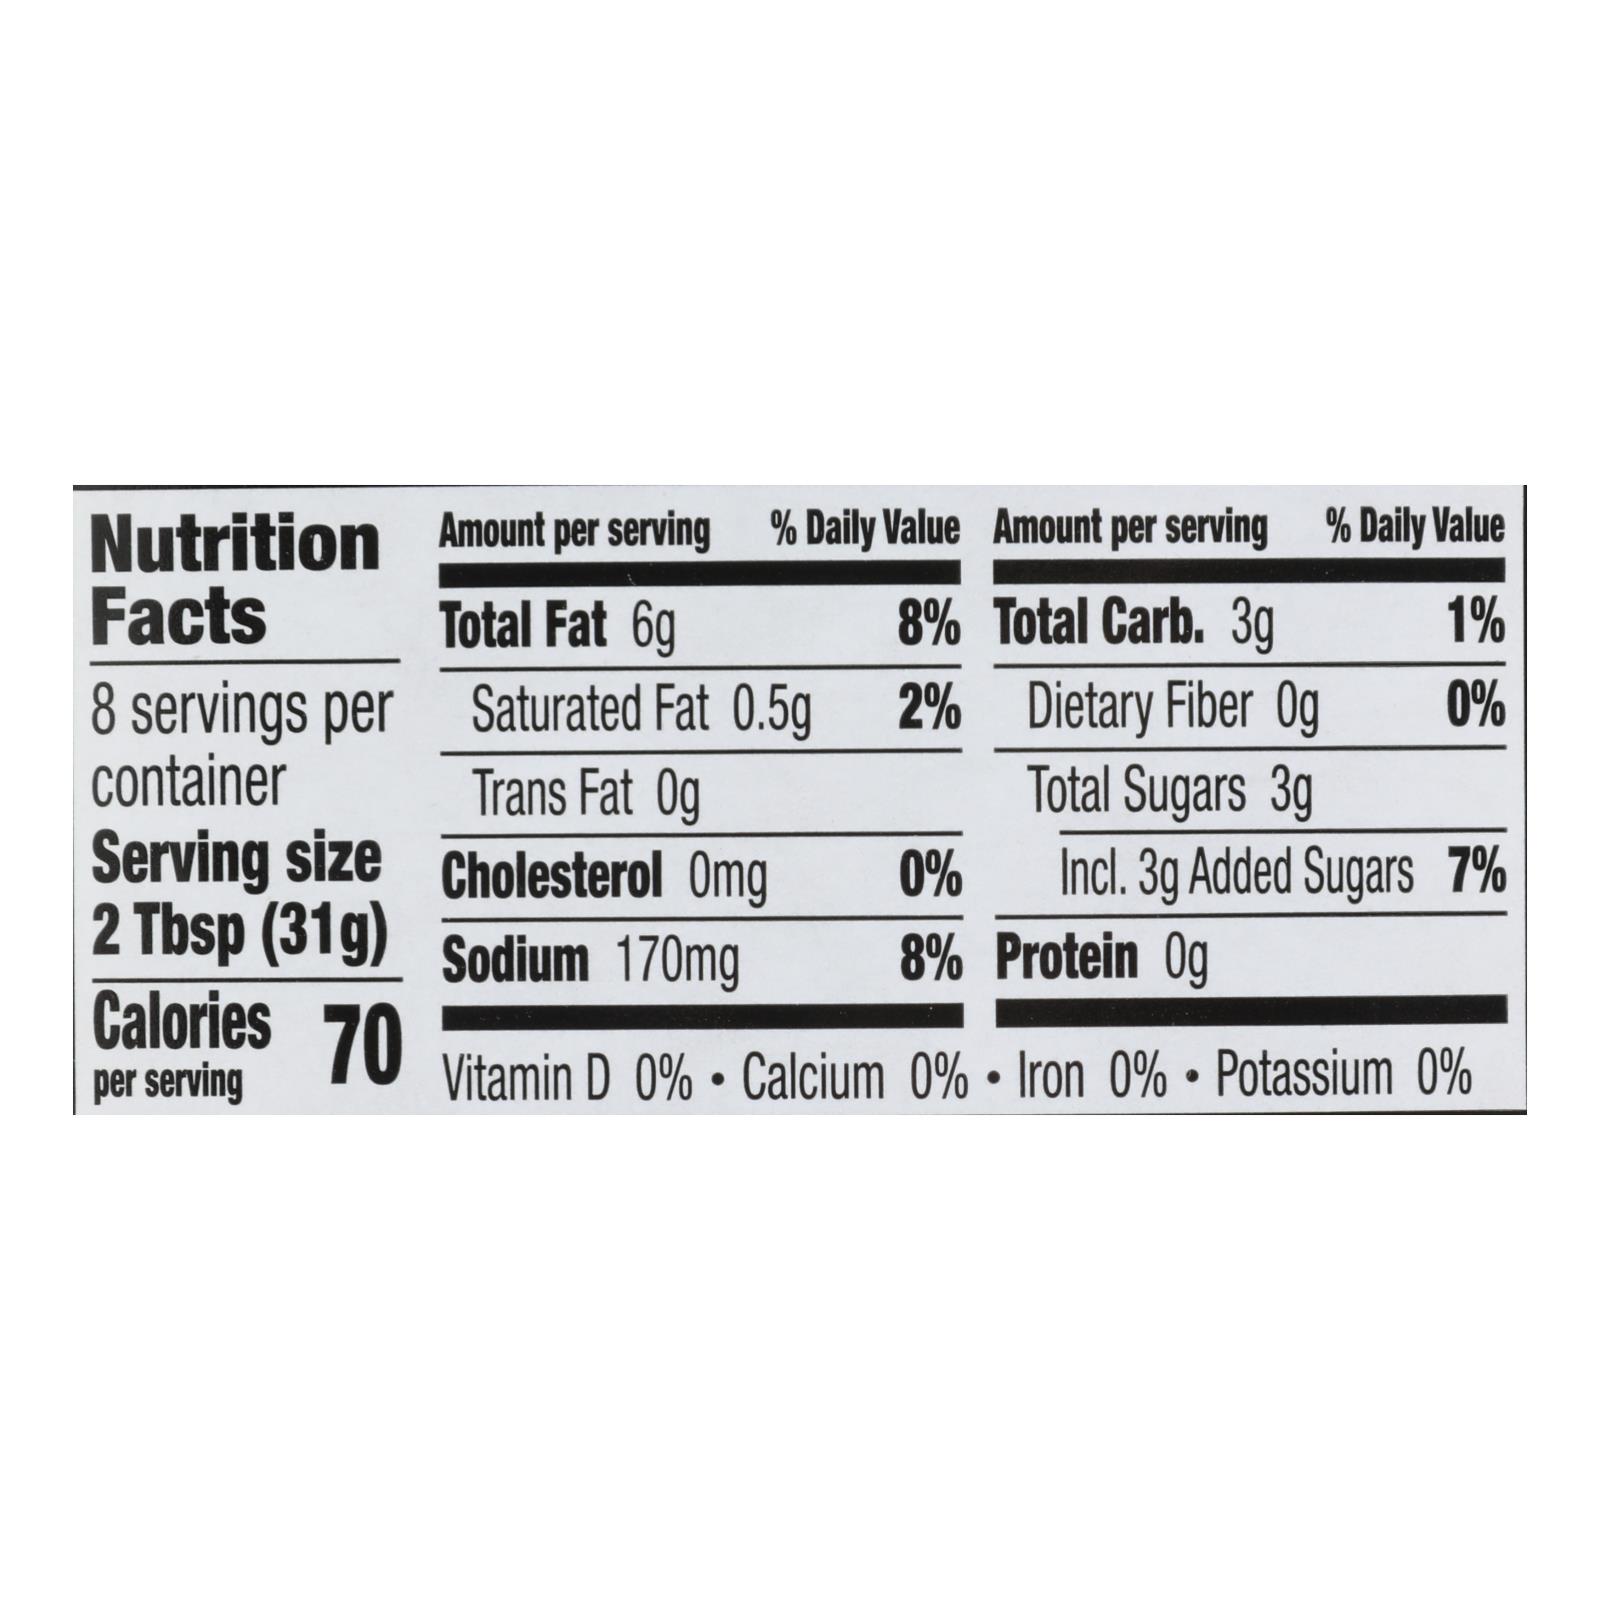 Nutrition
Facts
8 servings per
container
Serving size
2 Tbsp (31g)
Calories 70
per serving
Amount per serving % Daily Value
Total Fat 6g 8%
Saturated Fat 0.5g 2%
Trans Fat 0g
Cholesterol 0mg 0%
Sodium 170mg 8%
Amount per serving % Daily Value
Total Carb. 3g 1%
Dietary Fiber 0g 0%
Total Sugars 3g
Incl. 3g Added Sugars 7%
Protein 0g
Vitamin D 0% • Calcium 0% • Iron 0% • Potassium 0%